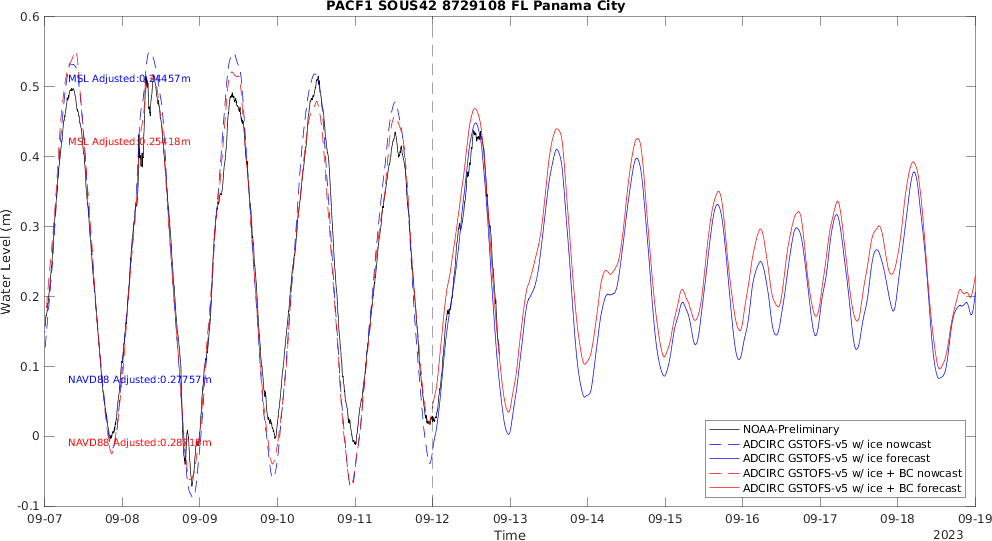 PACF1 SOUS42 8729108 FL Panama City
0.6
0.5
0.4
0.3
0.2
0.1
0
-0.1
Water Level (m)
MSL Adjusted:0.24457m
MSL Adjusted:0.25418m
NAVD88 Adjusted:0.27757m
NAVD88 Adjusted:
NOAA-Preliminary
ADCIRC GSTOFS-v5 w/ ice nowcast
ADCIRC GSTOFS-v5 w/ ice forecast
ADCIRC GSTOFS-v5 w/ ice + BC nowcast
ADCIRC GSTOFS-v5 w/ ice + BC forecast
09-07 09-08 09-09 09-10 09-11 09-12 09-13 09-14 09-15 09-16 09-17 09-18 09-19
Time
2023